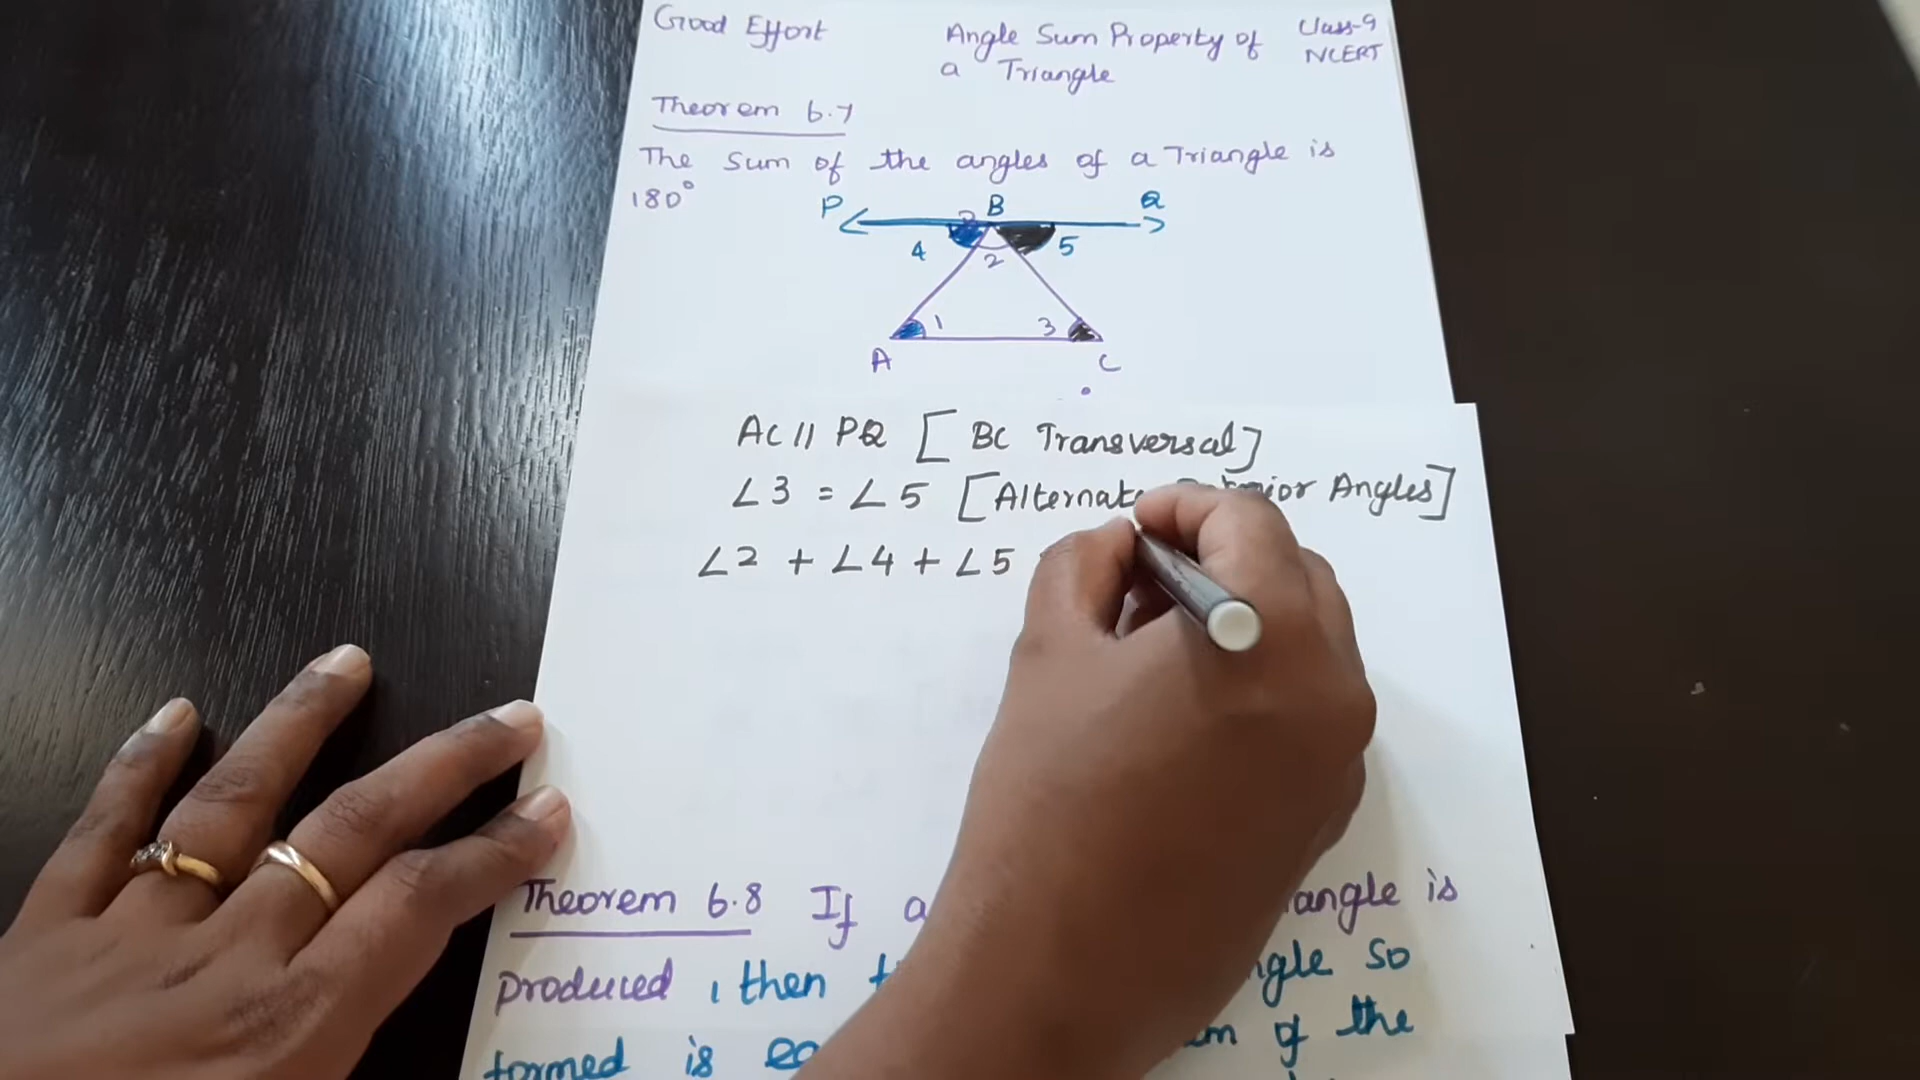 Good Effort
Angle Sum Property of
a Triangle
Class-9
NCERT
Theorem 6.7
The Sum of the angles of a Triangle is
180°
P B Q
4 2 5
1 3
A C
AC || PQ [ BC Transversal]
∠3 = ∠5 [Alternate Interior Angles]
∠2 + ∠4 + ∠5
Theorem 6.8 If a angle is
produced, then so
formed is of the